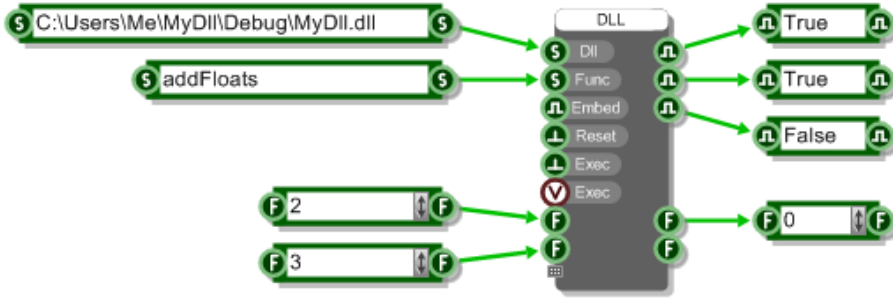 DLL
S C:\Users\Me\MyDll\Debug\MyDll.dll S
S Dll
True
S addFloats S
S Func
True
Embed
False
Reset
Exec
V Exec
F 2 F
F F
F 0 F
F 3 F
F F